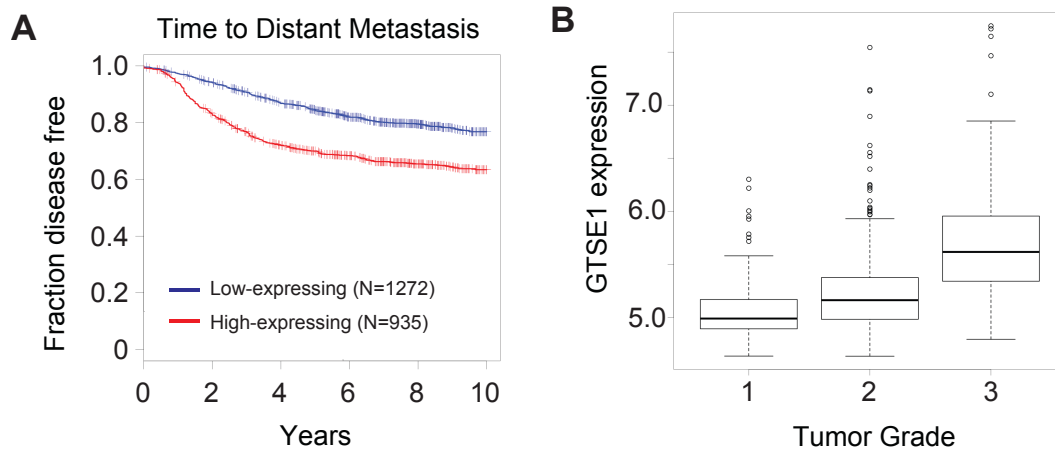 A
Time to Distant Metastasis
Fraction disease free
1.0
0.8
0.6
0.4
0.2
0
Low-expressing (N=1272)
High-expressing (N=935)
0 2 4 6 8 10
Years
B
GTSE1 expression
7.0
6.0
5.0
1 2 3
Tumor Grade